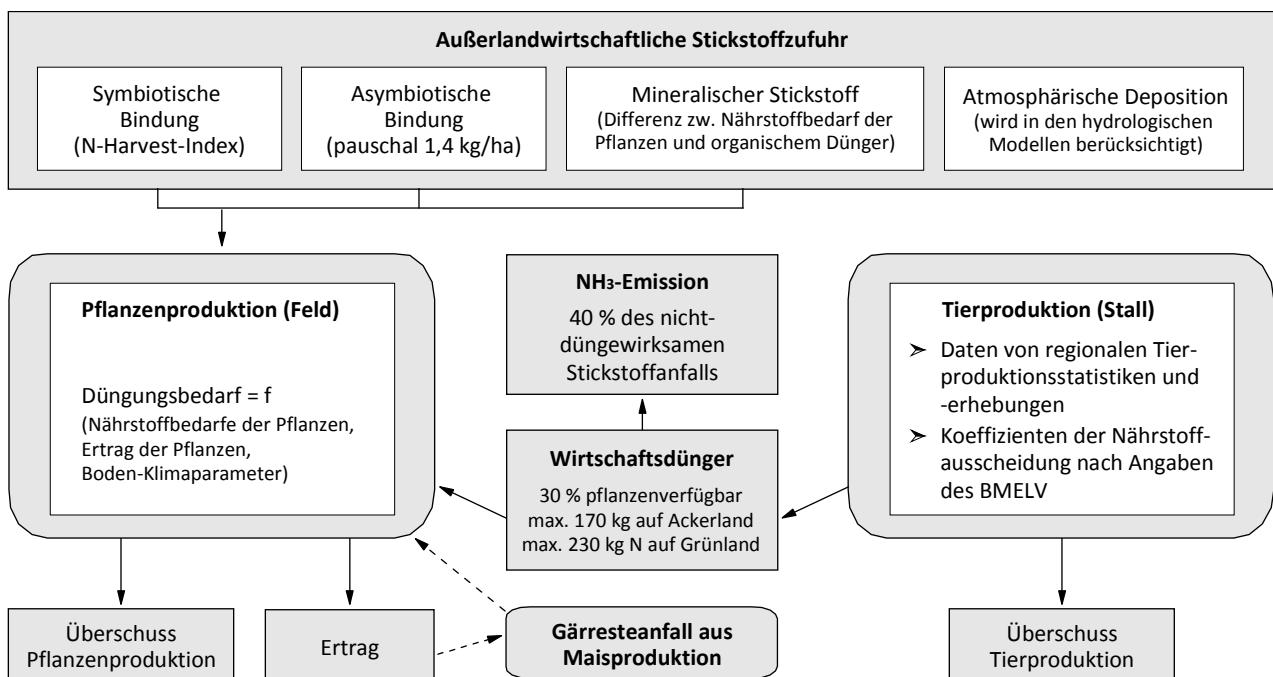 Außerlandwirtschaftliche Stickstoffzufuhr
Symbiotische
Bindung
(N-Harvest-Index)
Asymbiotische
Bindung
(pauschal 1,4 kg/ha)
Mineralischer Stickstoff
(Differenz zw. Nährstoffbedarf der
Pflanzen und organischem Dünger)
Atmosphärische Deposition
(wird in den hydrologischen
Modellen berücksichtigt)
Pflanzenproduktion (Feld)
Düngungsbedarf = f
(Nährstoffbedarfe der Pflanzen,
Ertrag der Pflanzen,
Boden-Klimaparameter)
NH₃-Emission
40 % des nicht-
düngewirksamen
Stickstoffanfalls
Wirtschaftsdünger
30 % pflanzenverfügbar
max. 170 kg auf Ackerland
max. 230 kg N auf Grünland
Tierproduktion (Stall)
➢ Daten von regionalen Tier-
produktionsstatistiken und
-erhebungen
➢ Koeffizienten der Nährstoff-
ausscheidung nach Angaben
des BMELV
Überschuss
Pflanzenproduktion
Ertrag
Gärresteanfall aus
Maisproduktion
Überschuss
Tierproduktion